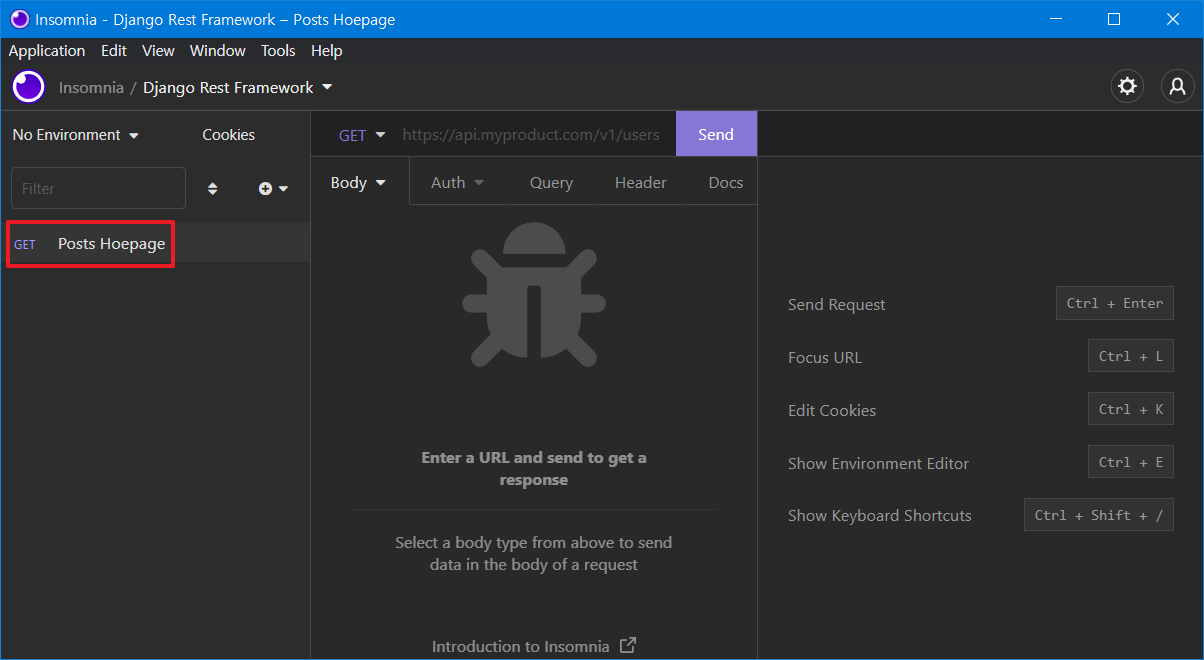 Insomnia - Django Rest Framework – Posts Hoepage
Application Edit View Window Tools Help
Insomnia / Django Rest Framework
No Environment Cookies
GET https://api.myproduct.com/v1/users Send
Filter
Body Auth Query Header Docs
GET Posts Hoepage
Enter a URL and send to get a
response
Select a body type from above to send
data in the body of a request
Introduction to Insomnia
Send Request Ctrl + Enter
Focus URL Ctrl + L
Edit Cookies Ctrl + K
Show Environment Editor Ctrl + E
Show Keyboard Shortcuts Ctrl + Shift + /